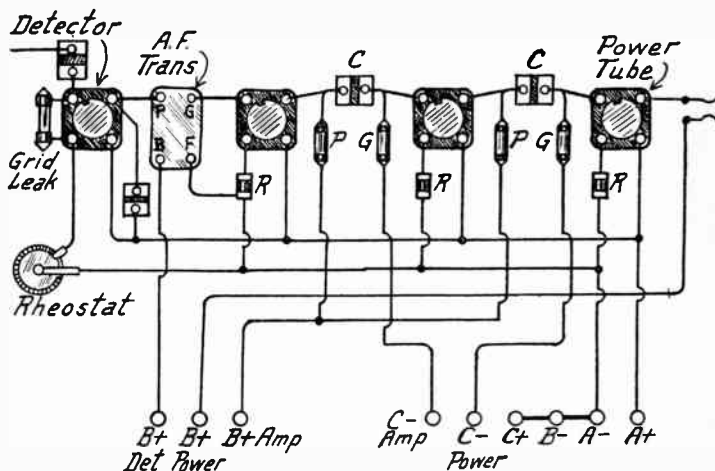 Detector
A.F.
Trans
C
C
Power
Tube
P
G
B
F
Grid
Leak
R
P
G
R
P
G
R
Rheostat
B+
Det
B+
Power
B+ Amp
C-
Amp
C-
Power
C+
B-
A-
A+